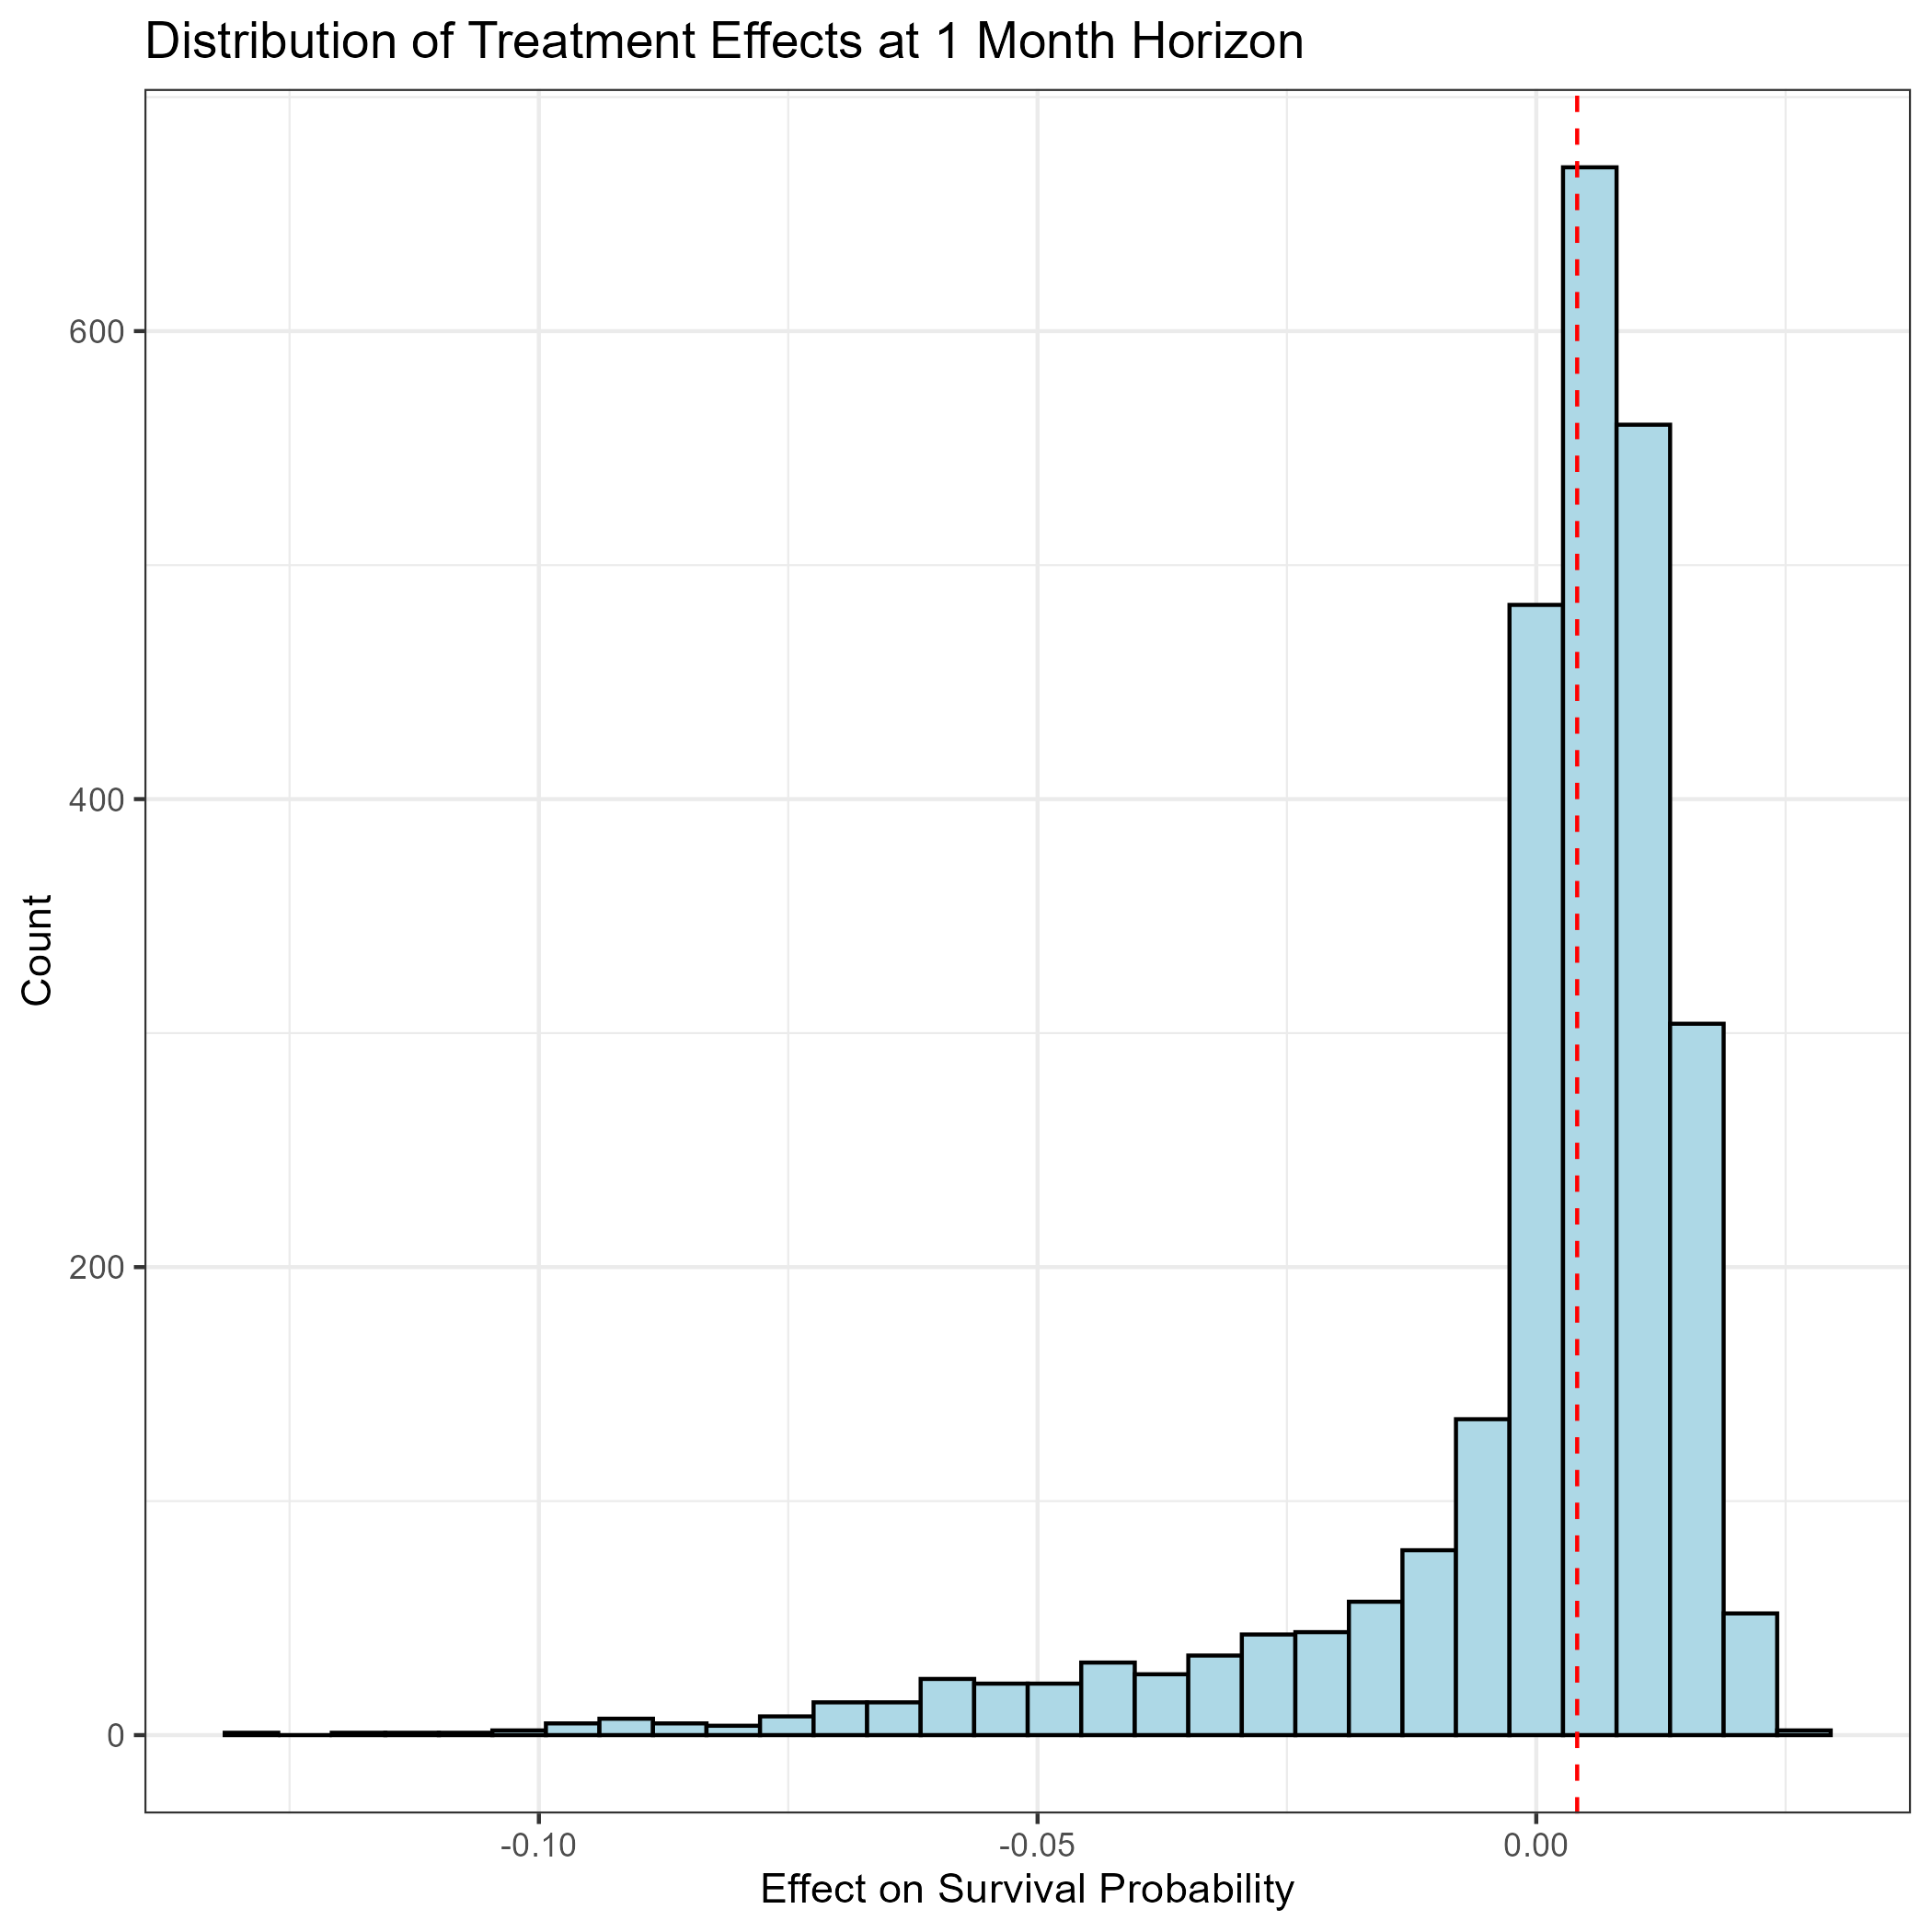 Distribution of Treatment Effects at 1 Month Horizon
600
400
200
0
Count
-0.10
-0.05
0.00
Effect on Survival Probability